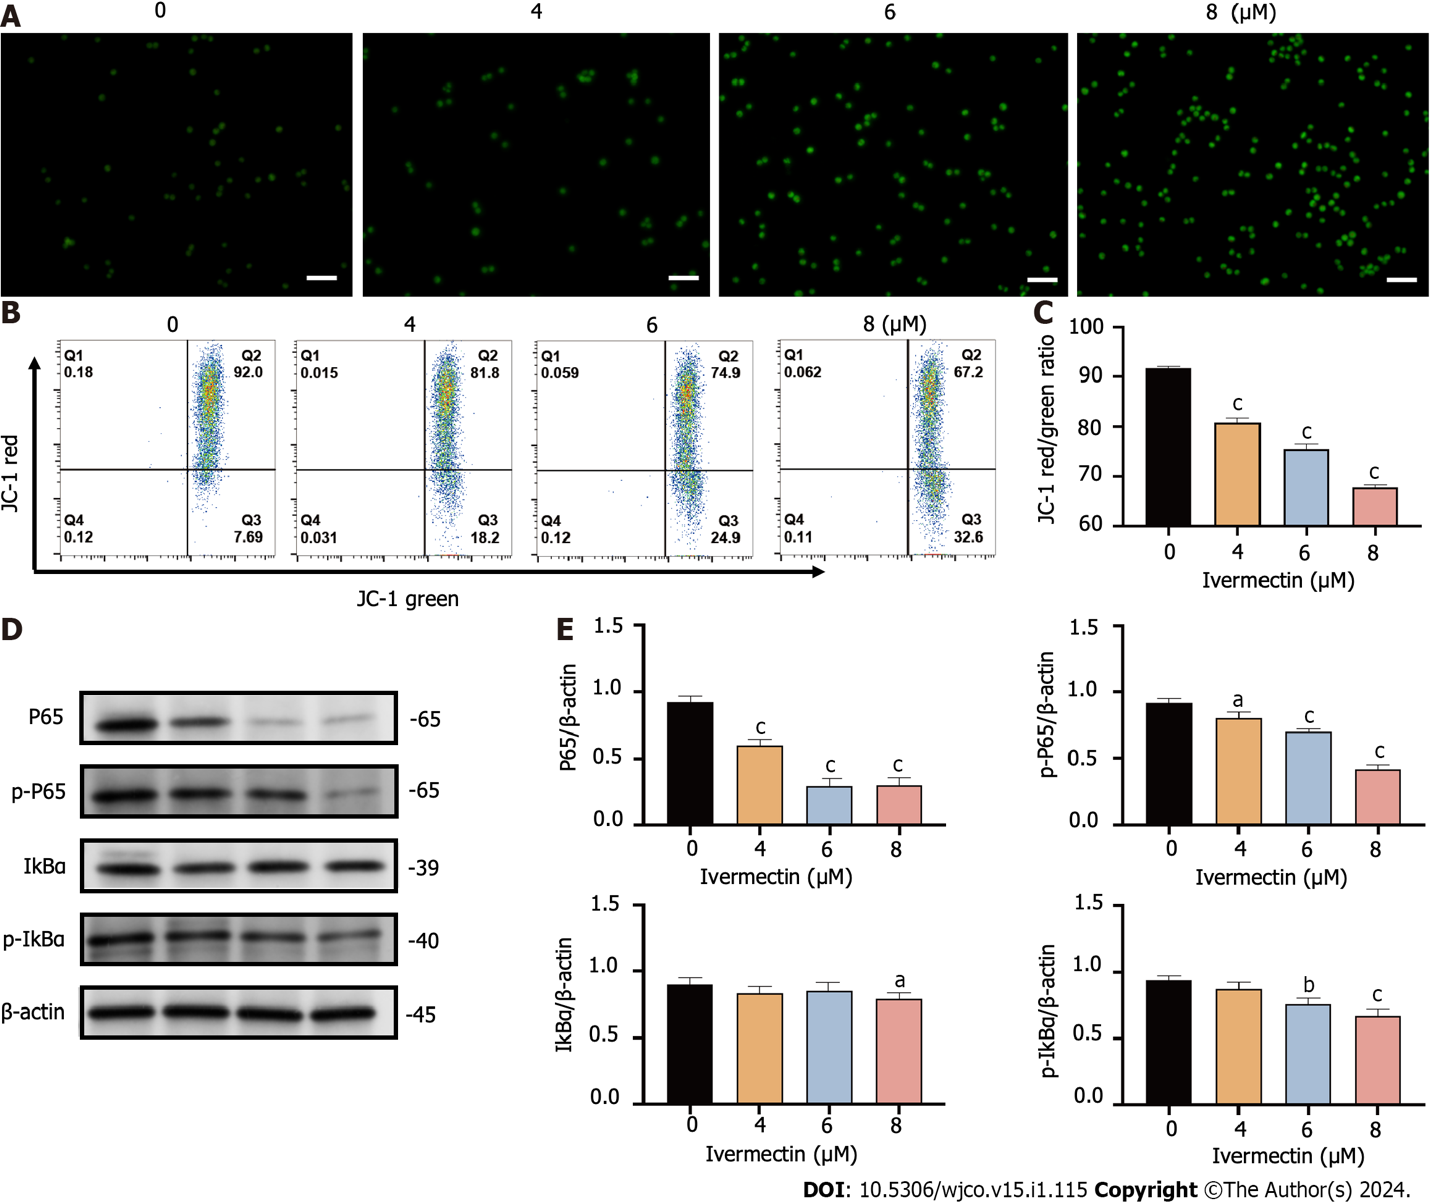 A
0 4 6 8 (µM)
B
0 4 6 8 (µM)
Q1
0.18
Q2
92.0
Q4
0.12
Q3
7.69
Q1
0.015
Q2
81.8
Q4
0.031
Q3
18.2
Q1
0.059
Q2
74.9
Q4
0.12
Q3
24.9
Q1
0.062
Q2
67.2
Q4
0.11
Q3
32.6
JC-1 red
JC-1 green
C
JC-1 red/green ratio
100
90
80
70
60
c
c
c
0 4 6 8
Ivermectin (µM)
D
P65 -65
p-P65 -65
IkBɑ -39
p-IkBɑ -40
β-actin -45
E
P65/β-actin
1.5
1.0
0.5
0.0
c
c
c
0 4 6 8
Ivermectin (µM)
p-P65/β-actin
1.5
1.0
0.5
0.0
a
c
c
0 4 6 8
Ivermectin (µM)
IkBɑ/β-actin
1.5
1.0
0.5
0.0
a
0 4 6 8
Ivermectin (µM)
p-IkBɑ/β-actin
1.5
1.0
0.5
0.0
b
c
0 4 6 8
Ivermectin (µM)
DOI: 10.5306/wjco.v15.i1.115 Copyright ©The Author(s) 2024.